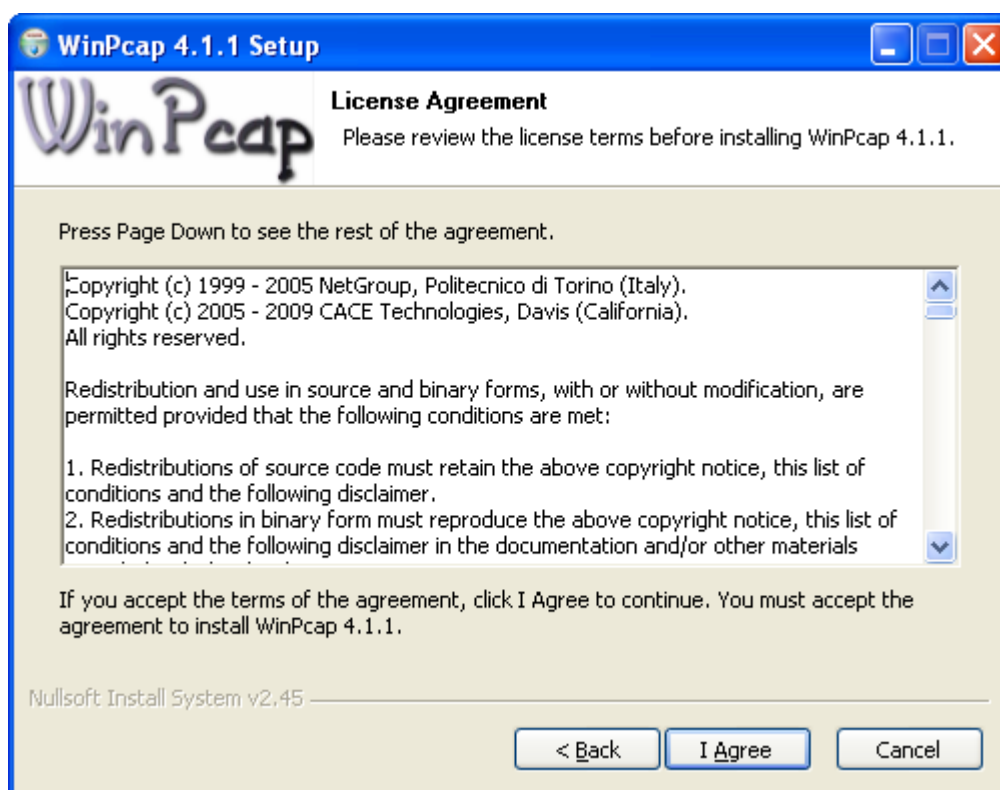 WinPcap 4.1.1 Setup
WinPcap
License Agreement
Please review the license terms before installing WinPcap 4.1.1.
Press Page Down to see the rest of the agreement.
Copyright (c) 1999 - 2005 NetGroup, Politecnico di Torino (Italy).
Copyright (c) 2005 - 2009 CACE Technologies, Davis (California).
All rights reserved.
Redistribution and use in source and binary forms, with or without modification, are
permitted provided that the following conditions are met:
1. Redistributions of source code must retain the above copyright notice, this list of
conditions and the following disclaimer.
2. Redistributions in binary form must reproduce the above copyright notice, this list of
conditions and the following disclaimer in the documentation and/or other materials
If you accept the terms of the agreement, click I Agree to continue. You must accept the
agreement to install WinPcap 4.1.1.
Nullsoft Install System v2.45
< Back
I Agree
Cancel